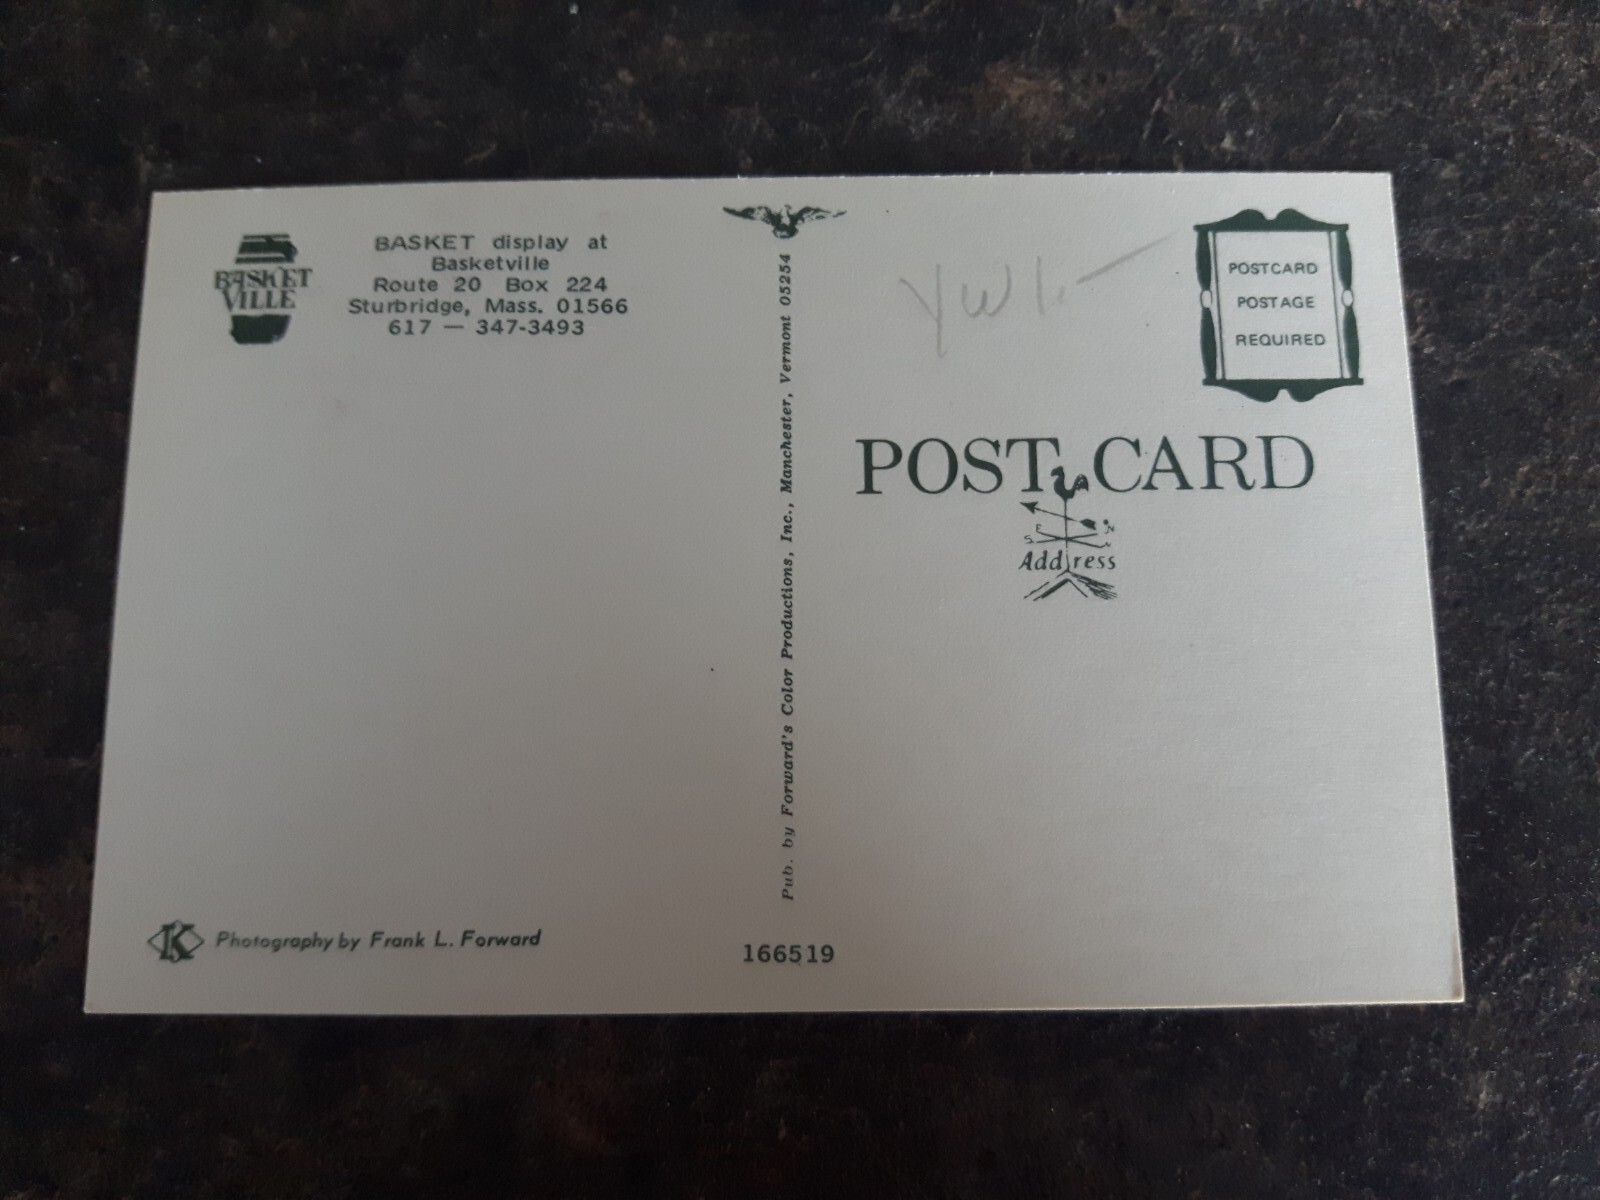 BASKET
VILLE
BASKET display at
Basketville
Route 20 Box 224
Sturbridge, Mass. 01566
617 — 347-3493
Pub. by Forward's Color Productions, Inc., Manchester, Vermont 05254
POSTCARD
POSTAGE
REQUIRED
POST CARD
E N
S
Address
K
Photography by Frank L. Forward
166519